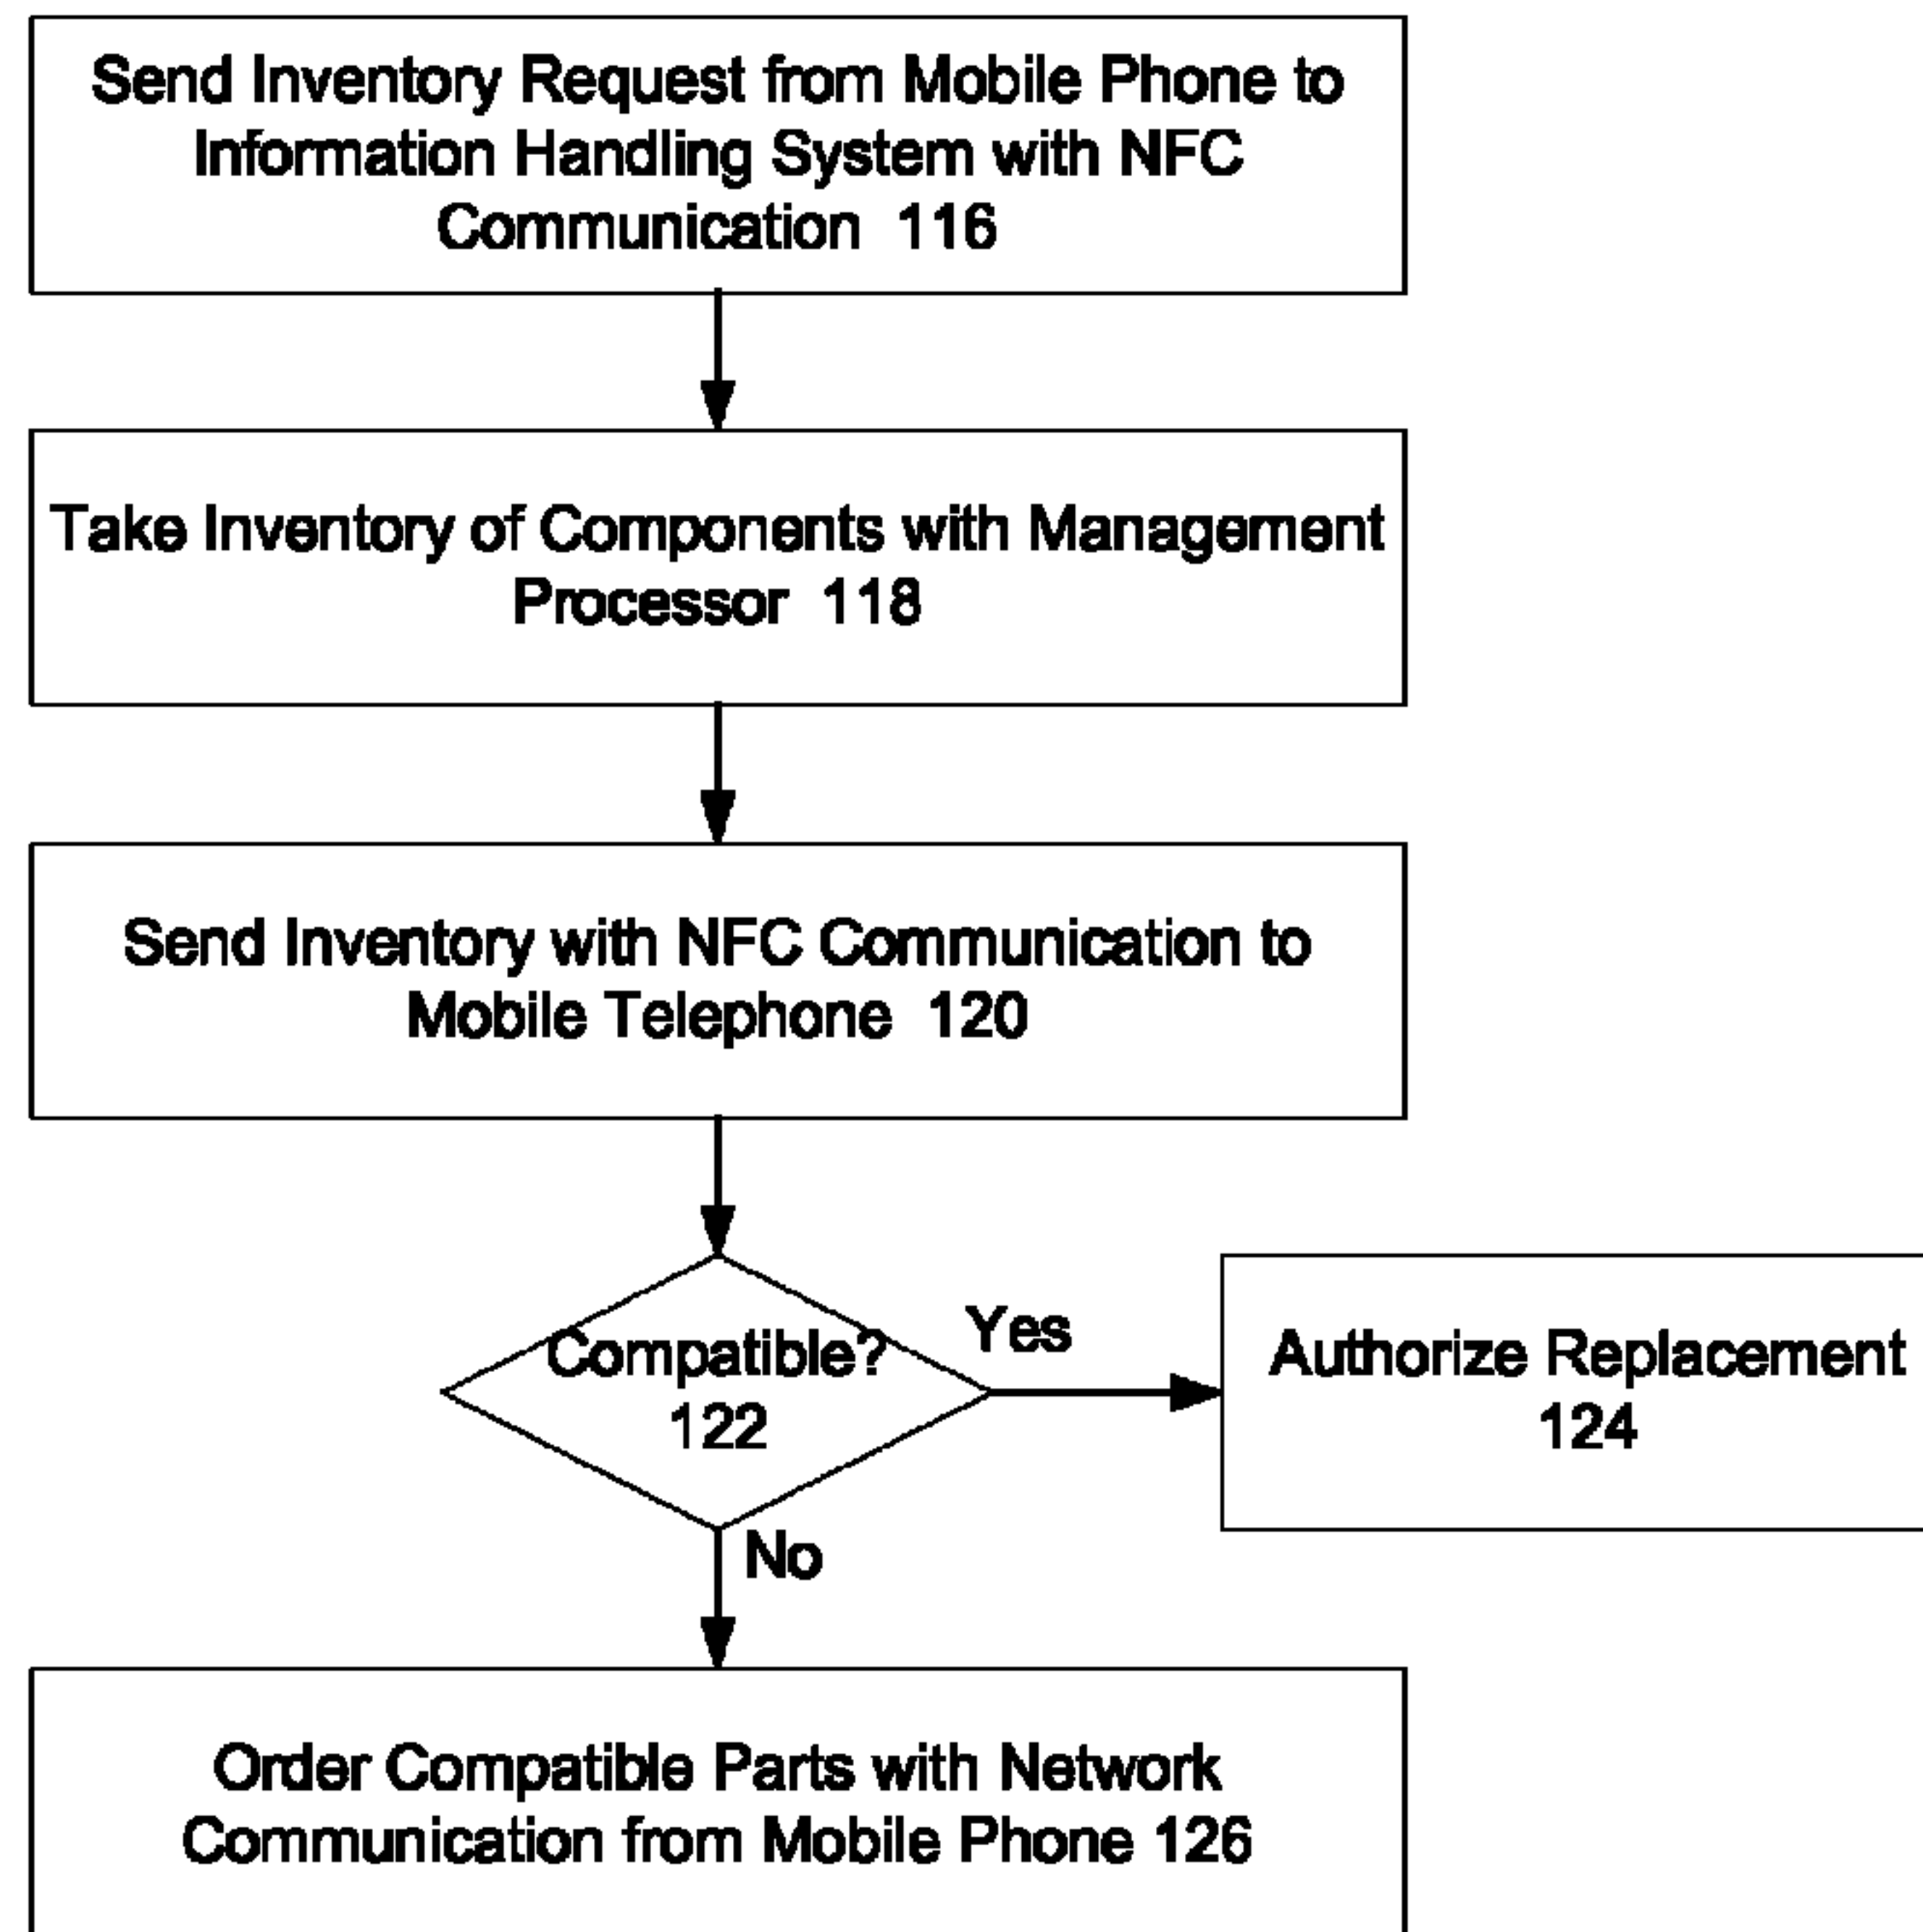 Send Inventory Request from Mobile Phone to
Information Handling System with NFC
Communication 116
Take Inventory of Components with Management
Processor 118
Send Inventory with NFC Communication to
Mobile Telephone 120
Compatible?
122
Yes
Authorize Replacement
124
No
Order Compatible Parts with Network
Communication from Mobile Phone 126